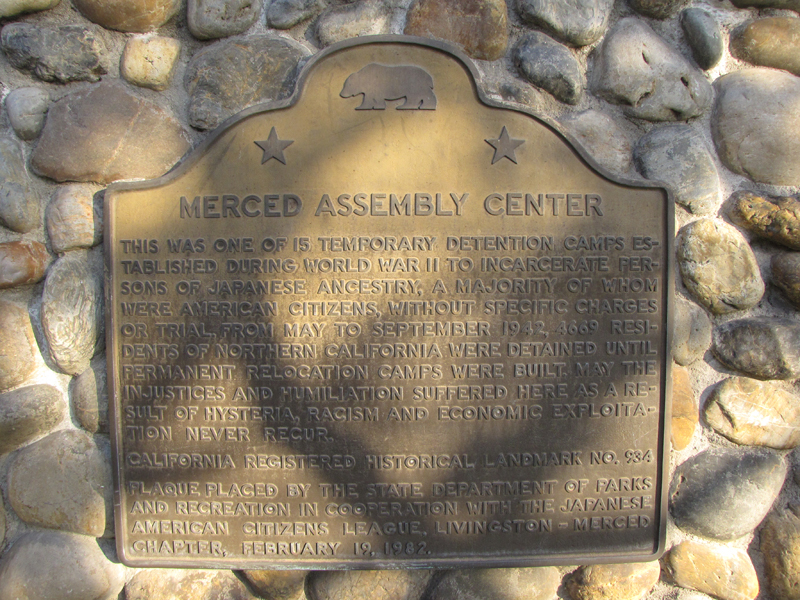 MERCED ASSEMBLY CENTER
THIS WAS ONE OF 15 TEMPORARY DETENTION CAMPS ES-
TABLISHED DURING WORLD WAR II TO INCARCERATE PER-
SONS OF JAPANESE ANCESTRY, A MAJORITY OF WHOM
WERE AMERICAN CITIZENS, WITHOUT SPECIFIC CHARGES
OR TRIAL. FROM MAY TO SEPTEMBER 1942, 4669 RESI-
DENTS OF NORTHERN CALIFORNIA WERE DETAINED UNTIL
PERMANENT RELOCATION CAMPS WERE BUILT. MAY THE
INJUSTICES AND HUMILIATION SUFFERED HERE AS A RE-
SULT OF HYSTERIA, RACISM AND ECONOMIC EXPLOITA-
TION NEVER RECUR.
CALIFORNIA REGISTERED HISTORICAL LANDMARK NO. 934
PLAQUE PLACED BY THE STATE DEPARTMENT OF PARKS
AND RECREATION IN COOPERATION WITH THE JAPANESE
AMERICAN CITIZENS LEAGUE, LIVINGSTON - MERCED
CHAPTER, FEBRUARY 19, 1982.